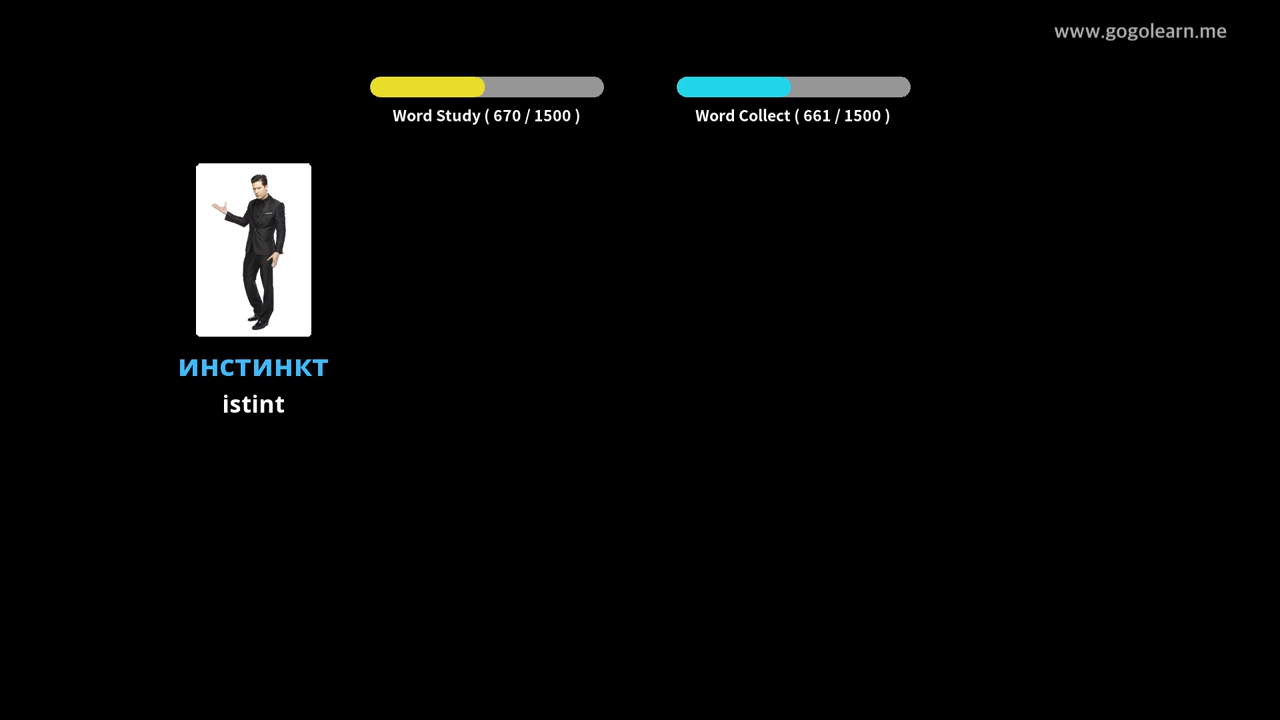 www.gogolearn.me
Word Study ( 670 / 1500 )
Word Collect ( 661 / 1500 )
инстинкт
istint